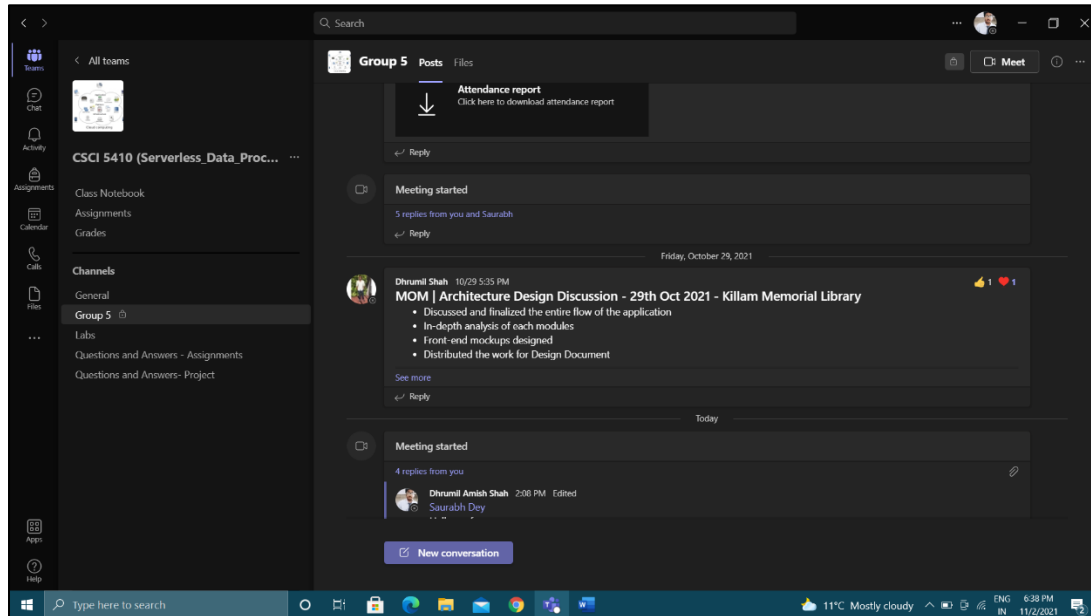 Search
Teams
Chat
Activity
Assignments
Calendar
Calls
Files
Apps
Help
All teams
CSCI 5410 (Serverless_Data_Proc...
Class Notebook
Assignments
Grades
Channels
General
Group 5
Labs
Questions and Answers - Assignments
Questions and Answers- Project
Group 5 Posts Files
Meet
Attendance report
Click here to download attendance report
Reply
Meeting started
5 replies from you and Saurabh
Reply
Friday, October 29, 2021
Dhrumil Shah 10/29 5:35 PM
👍 1 ❤️ 1
MOM | Architecture Design Discussion - 29th Oct 2021 - Killam Memorial Library
• Discussed and finalized the entire flow of the application
• In-depth analysis of each modules
• Front-end mockups designed
• Distributed the work for Design Document
See more
Reply
Today
Meeting started
4 replies from you
Dhrumil Amish Shah 2:08 PM Edited
Saurabh Dey
New conversation
Type here to search
11°C Mostly cloudy
ENG
IN
6:38 PM
11/2/2021
2